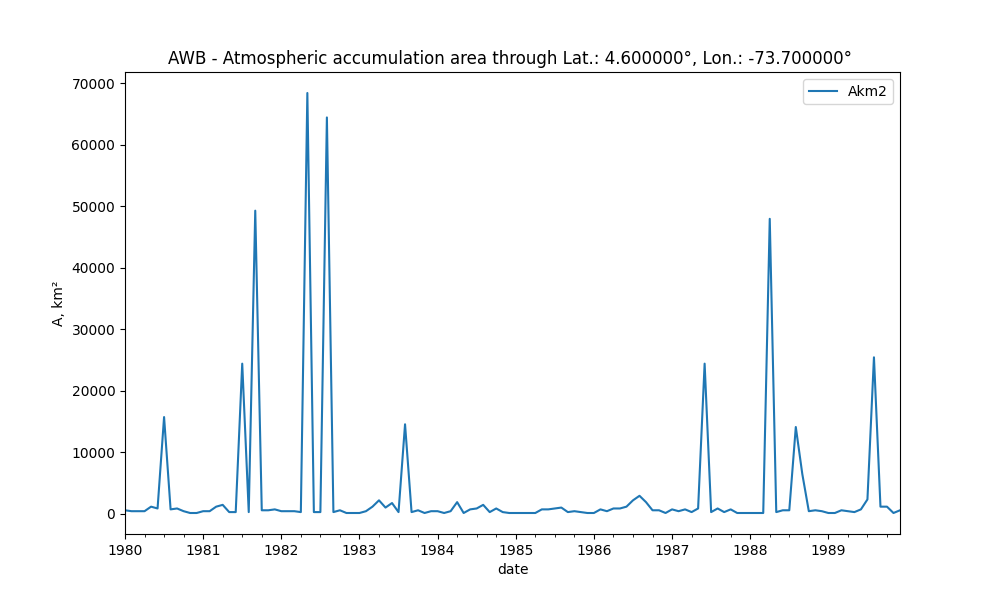 AWB - Atmospheric accumulation area through Lat.: 4.600000°, Lon.: -73.700000°
Akm2
70000
60000
50000
40000
30000
20000
10000
0
A, km²
1980 1981 1982 1983 1984 1985 1986 1987 1988 1989
date